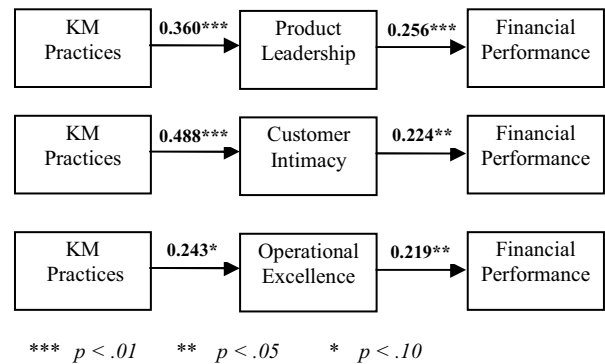 KM
Practices
0.360***
Product
Leadership
0.256***
Financial
Performance
KM
Practices
0.488***
Customer
Intimacy
0.224**
Financial
Performance
KM
Practices
0.243*
Operational
Excellence
0.219**
Financial
Performance
*** p < .01 ** p < .05 * p < .10